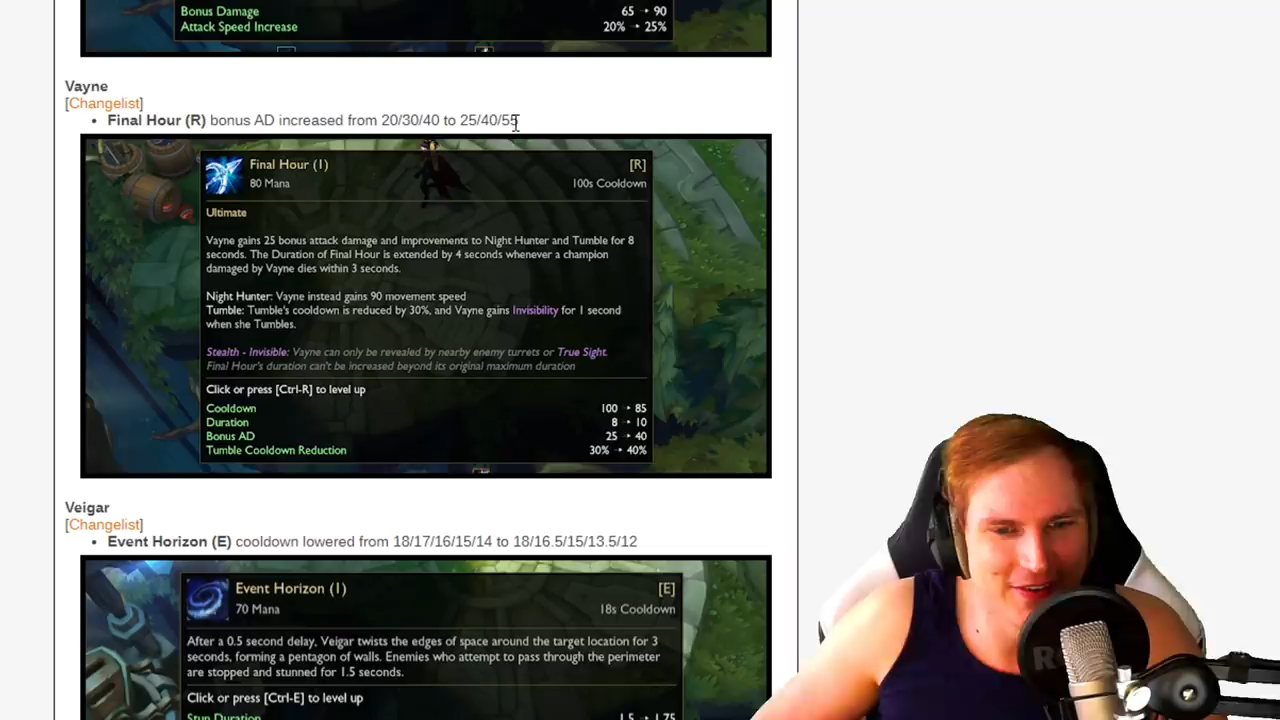 Bonus Damage 65 → 90
Attack Speed Increase 20% → 25%
Vayne
[Changelist]
• Final Hour (R) bonus AD increased from 20/30/40 to 25/40/55
Final Hour (1) [R]
80 Mana 100s Cooldown
Ultimate
Vayne gains 25 bonus attack damage and improvements to Night Hunter and Tumble for 8
seconds. The Duration of Final Hour is extended by 4 seconds whenever a champion
damaged by Vayne dies within 3 seconds.
Night Hunter: Vayne instead gains 90 movement speed
Tumble: Tumble's cooldown is reduced by 30%, and Vayne gains Invisibility for 1 second
when she Tumbles.
Stealth - Invisible: Vayne can only be revealed by nearby enemy turrets or True Sight.
Final Hour's duration can't be increased beyond its original maximum duration
Click or press [Ctrl-R] to level up
Cooldown 100 → 85
Duration 8 → 10
Bonus AD 25 → 40
Tumble Cooldown Reduction 30% → 40%
Veigar
[Changelist]
• Event Horizon (E) cooldown lowered from 18/17/16/15/14 to 18/16.5/15/13.5/12
Event Horizon (1) [E]
70 Mana 18s Cooldown
After a 0.5 second delay, Veigar twists the edges of space around the target location for 3
seconds, forming a pentagon of walls. Enemies who attempt to pass through the perimeter
are stopped and stunned for 1.5 seconds.
Click or press [Ctrl-E] to level up
Stun Duration 1.5 → 1.75